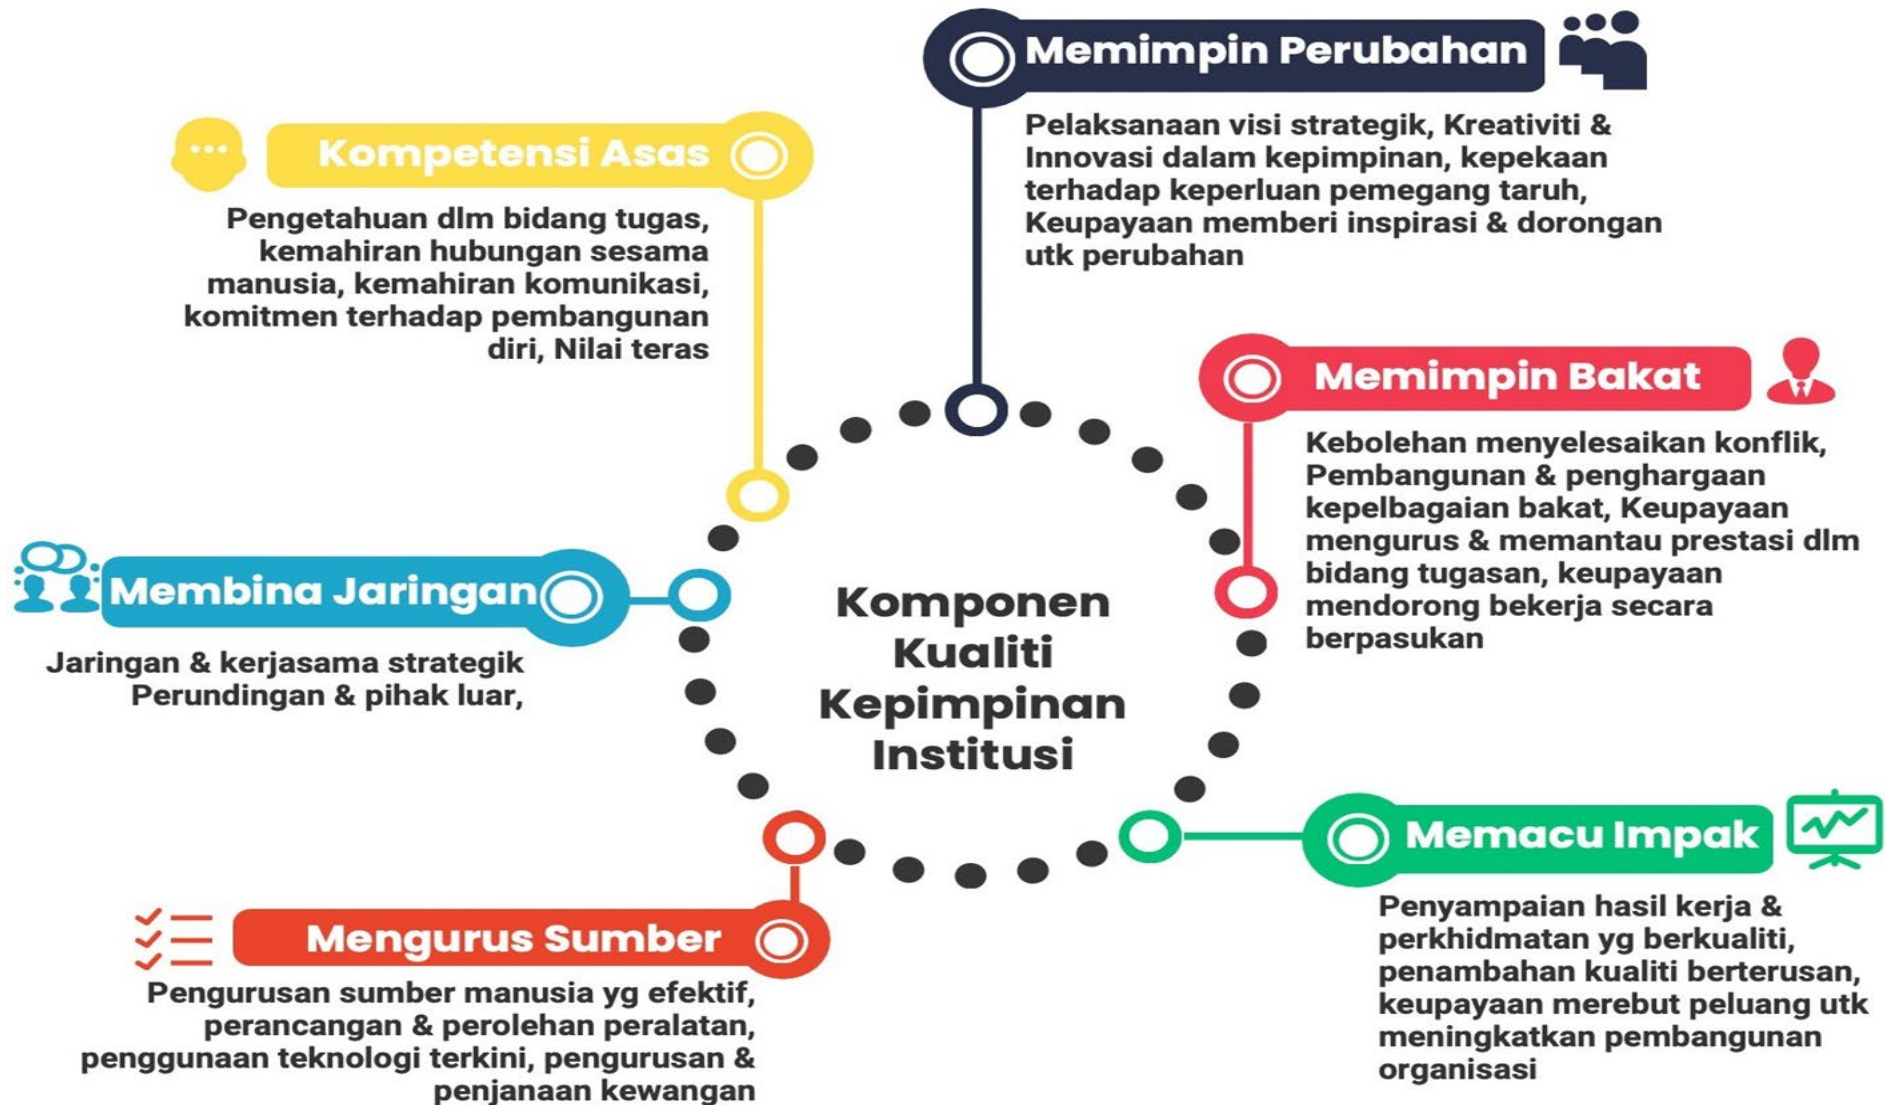 Memimpin Perubahan
Pelaksanaan visi strategik, Kreativiti &
Innovasi dalam kepimpinan, kepekaan
terhadap keperluan pemegang taruh,
Keupayaan memberi inspirasi & dorongan
utk perubahan
Kompetensi Asas
Pengetahuan dlm bidang tugas,
kemahiran hubungan sesama
manusia, kemahiran komunikasi,
komitmen terhadap pembangunan
diri, Nilai teras
Memimpin Bakat
Kebolehan menyelesaikan konflik,
Pembangunan & penghargaan
kepelbagaian bakat, Keupayaan
mengurus & memantau prestasi dlm
bidang tugasan, keupayaan
mendorong bekerja secara
berpasukan
Membina Jaringan
Jaringan & kerjasama strategik
Perundingan & pihak luar,
Komponen
Kualiti
Kepimpinan
Institusi
Memacu Impak
Penyampaian hasil kerja &
perkhidmatan yg berkualiti,
penambahan kualiti berterusan,
keupayaan merebut peluang utk
meningkatkan pembangunan
organisasi
Mengurus Sumber
Pengurusan sumber manusia yg efektif,
perancangan & perolehan peralatan,
penggunaan teknologi terkini, pengurusan &
penjanaan kewangan